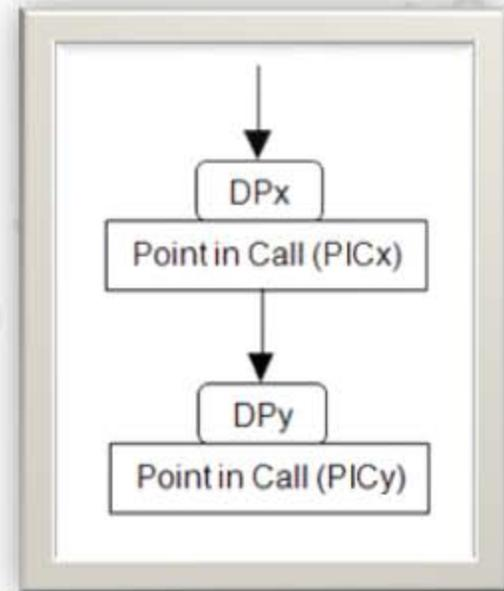 DPx
Point in Call (PICx)
DPy
Point in Call (PICy)